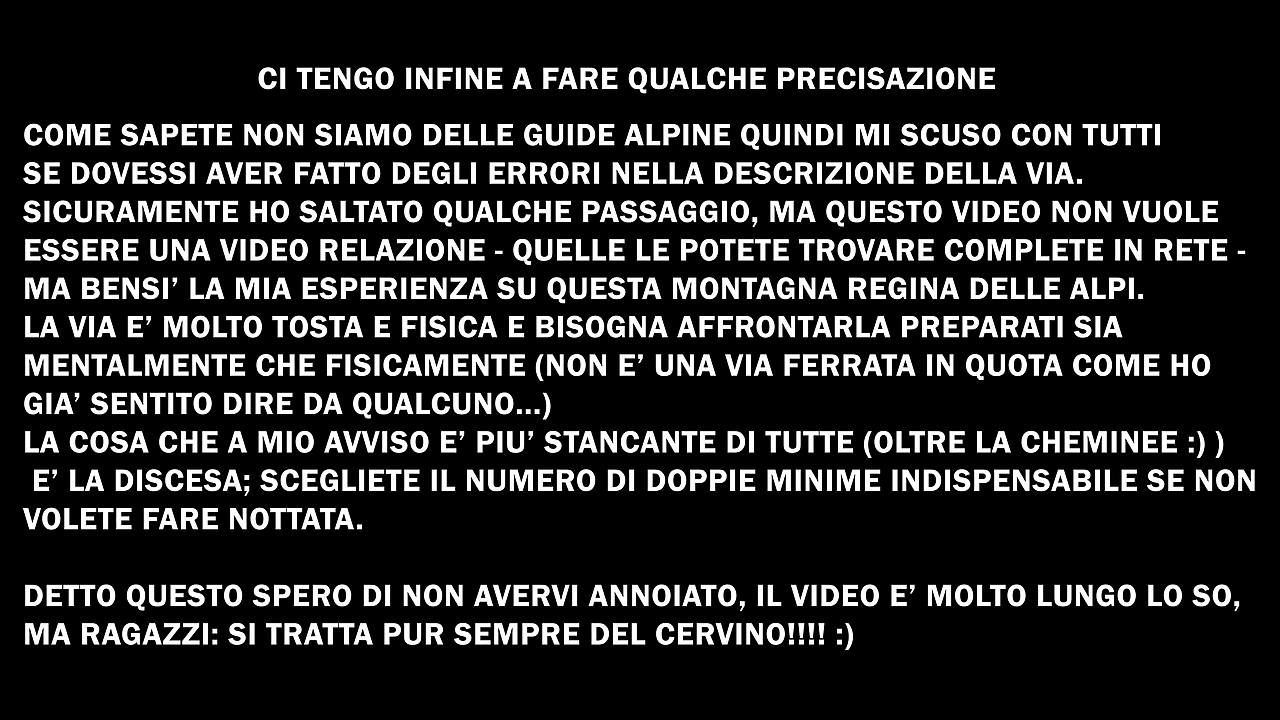 CI TENGO INFINE A FARE QUALCHE PRECISAZIONE
COME SAPETE NON SIAMO DELLE GUIDE ALPINE QUINDI MI SCUSO CON TUTTI
SE DOVESSI AVER FATTO DEGLI ERRORI NELLA DESCRIZIONE DELLA VIA.
SICURAMENTE HO SALTATO QUALCHE PASSAGGIO, MA QUESTO VIDEO NON VUOLE
ESSERE UNA VIDEO RELAZIONE - QUELLE LE POTETE TROVARE COMPLETE IN RETE -
MA BENSI’ LA MIA ESPERIENZA SU QUESTA MONTAGNA REGINA DELLE ALPI.
LA VIA E’ MOLTO TOSTA E FISICA E BISOGNA AFFRONTARLA PREPARATI SIA
MENTALMENTE CHE FISICAMENTE (NON E’ UNA VIA FERRATA IN QUOTA COME HO
GIA’ SENTITO DIRE DA QUALCUNO...)
LA COSA CHE A MIO AVVISO E’ PIU’ STANCANTE DI TUTTE (OLTRE LA CHEMINEE :) )
E’ LA DISCESA; SCEGLIETE IL NUMERO DI DOPPIE MINIME INDISPENSABILE SE NON
VOLETE FARE NOTTATA.
DETTO QUESTO SPERO DI NON AVERVI ANNOIATO, IL VIDEO E’ MOLTO LUNGO LO SO,
MA RAGAZZI: SI TRATTA PUR SEMPRE DEL CERVINO!!!! :)